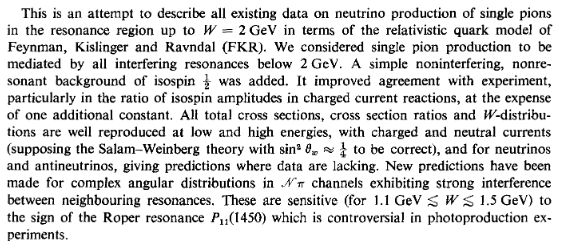 This is an attempt to describe all existing data on neutrino production of single pions
in the resonance region up to W = 2 GeV in terms of the relativistic quark model of
Feynman, Kislinger and Ravndal (FKR). We considered single pion production to be
mediated by all interfering resonances below 2 GeV. A simple noninterfering, nonre-
sonant background of isospin ½ was added. It improved agreement with experiment,
particularly in the ratio of isospin amplitudes in charged current reactions, at the expense
of one additional constant. All total cross sections, cross section ratios and W-distribu-
tions are well reproduced at low and high energies, with charged and neutral currents
(supposing the Salam–Weinberg theory with sin² θw ≈ ¼ to be correct), and for neutrinos
and antineutrinos, giving predictions where data are lacking. New predictions have been
made for complex angular distributions in 𝒩π channels exhibiting strong interference
between neighbouring resonances. These are sensitive (for 1.1 GeV ≲ W ≲ 1.5 GeV) to
the sign of the Roper resonance P₁₁(1450) which is controversial in photoproduction ex-
periments.